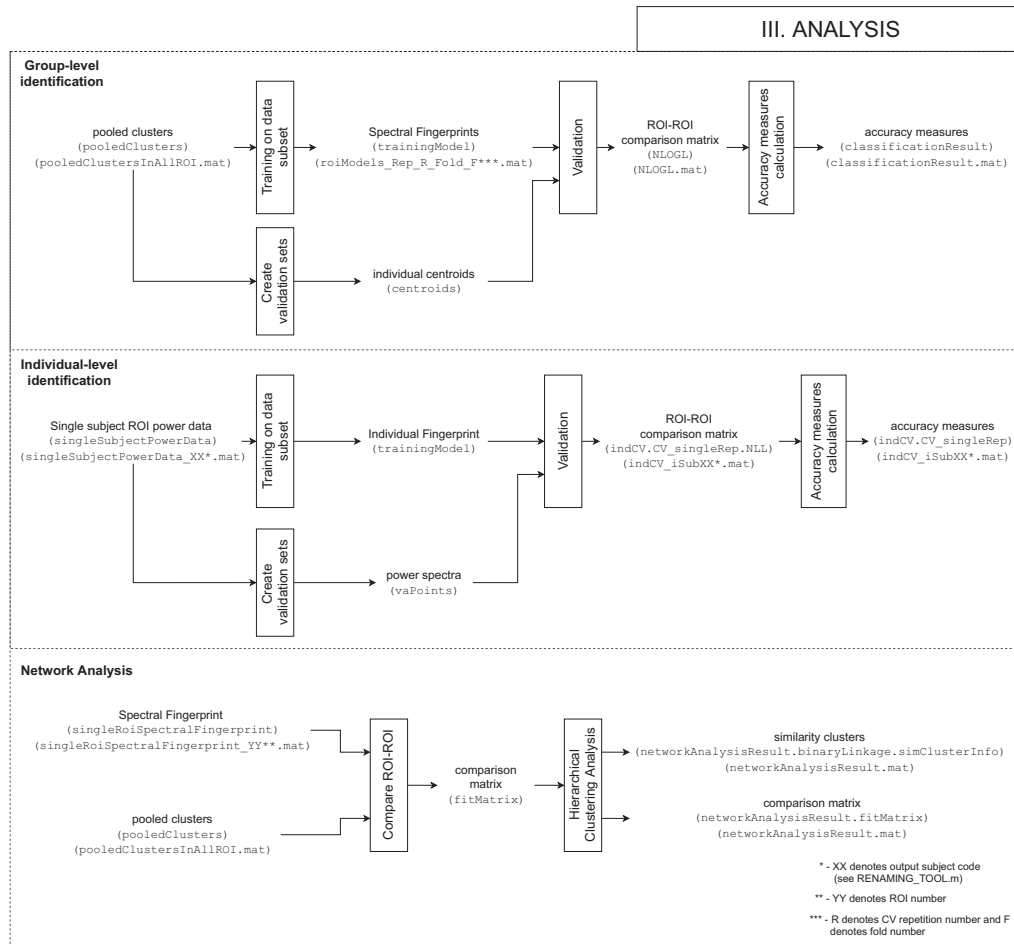 III. ANALYSIS
Group-level
identification
pooled clusters
(pooledClusters)
(pooledClustersInAllROI.mat)
Training on data
subset
Spectral Fingerprints
(trainingModel)
(roiModels_Rep_R_Fold_F***.mat)
Create
validation sets
individual centroids
(centroids)
Validation
ROI-ROI
comparison matrix
(NLOGL)
(NLOGL.mat)
Accuracy measures
calculation
accuracy measures
(classificationResult)
(classificationResult.mat)
Individual-level
identification
Single subject ROI power data
(singleSubjectPowerData)
(singleSubjectPowerData_XX*.mat)
Training on data
subset
Individual Fingerprint
(trainingModel)
Create
validation sets
power spectra
(vaPoints)
Validation
ROI-ROI
comparison matrix
(indCV.CV_singleRep.NLL)
(indCV_iSubXX*.mat)
Accuracy measures
calculation
accuracy measures
(indCV.CV_singleRep)
(indCV_iSubXX*.mat)
Network Analysis
Spectral Fingerprint
(singleRoiSpectralFingerprint)
(singleRoiSpectralFingerprint_YY**.mat)
pooled clusters
(pooledClusters)
(pooledClustersInAllROI.mat)
Compare ROI-ROI
comparison
matrix
(fitMatrix)
Hierarchical
Clustering Analysis
similarity clusters
(networkAnalysisResult.binaryLinkage.simClusterInfo)
(networkAnalysisResult.mat)
comparison matrix
(networkAnalysisResult.fitMatrix)
(networkAnalysisResult.mat)
* - XX denotes output subject code
(see RENAMING_TOOL.m)
** - YY denotes ROI number
*** - R denotes CV repetition number and F
denotes fold number